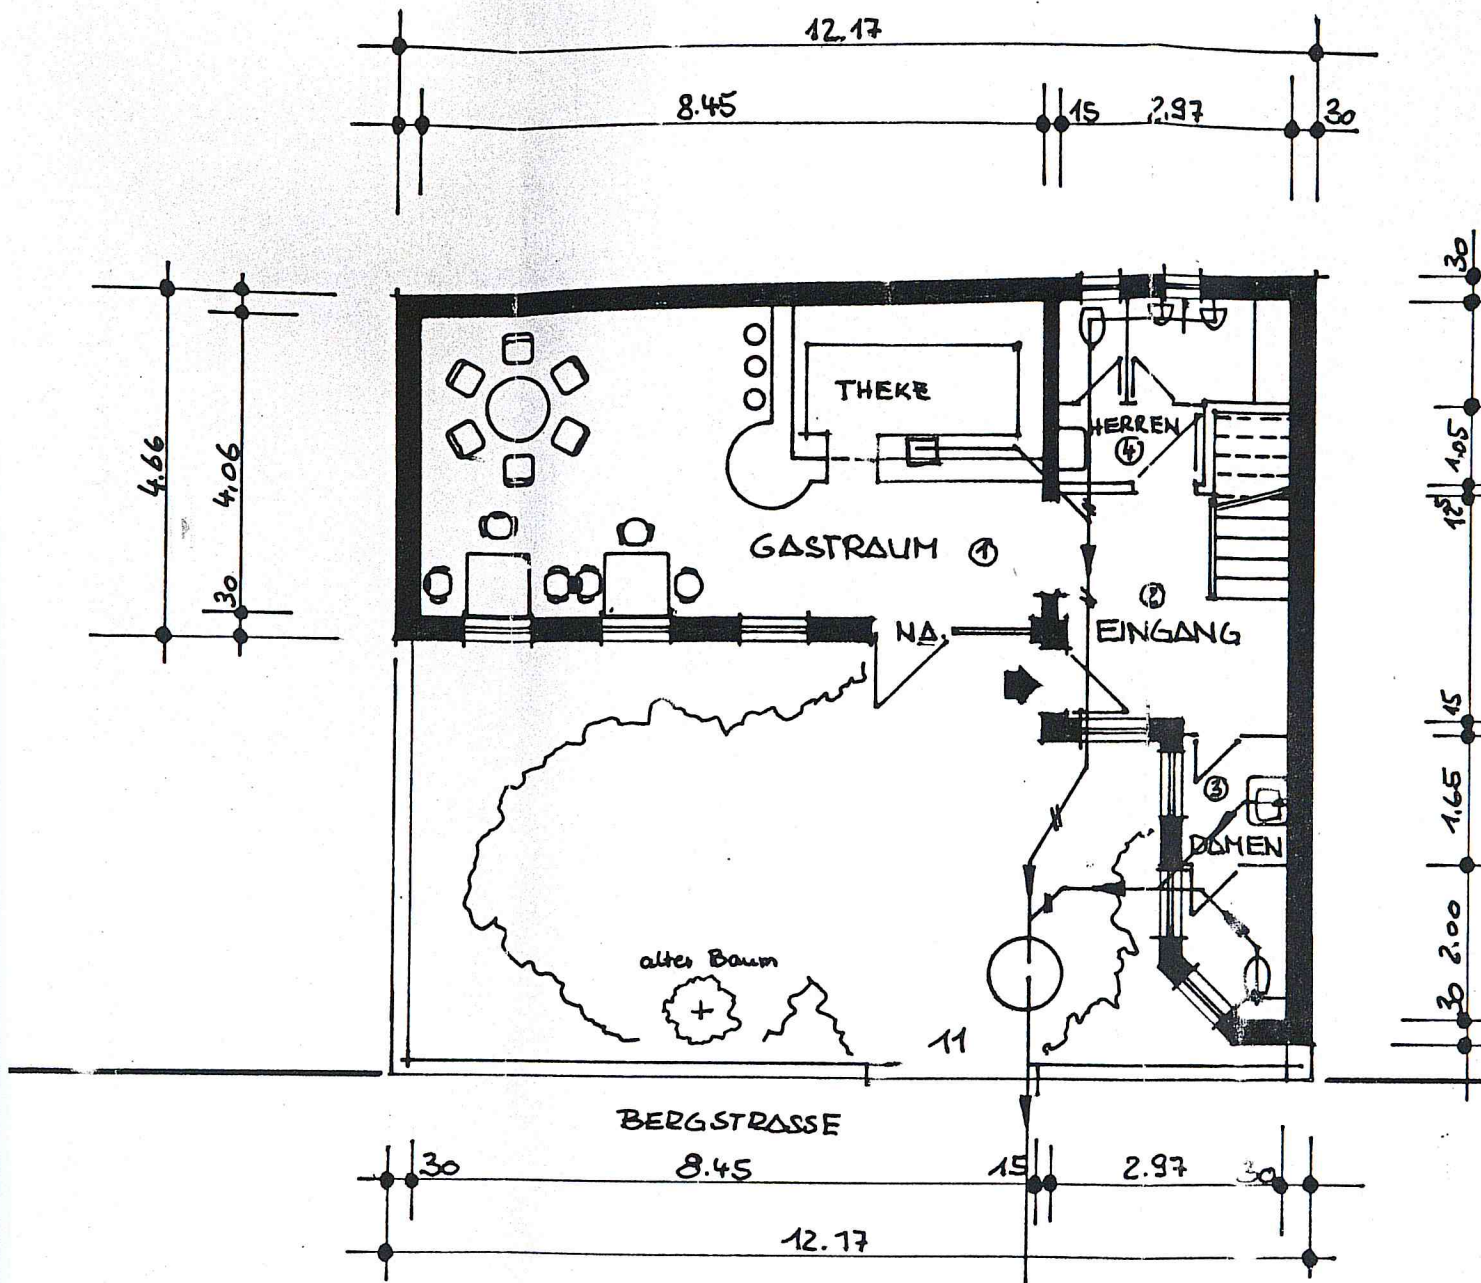 12.17
8.45 15 2.97 30
30
THEKE
HERREN
④
4.66
4.06
1.05
12⁵
GASTRAUM ①
②
30
NA. EINGANG
15
③
1.65
DAMEN
2.00
alter Baum
30
11
BERGSTRASSE
30 8.45 15 2.97 30
12.17